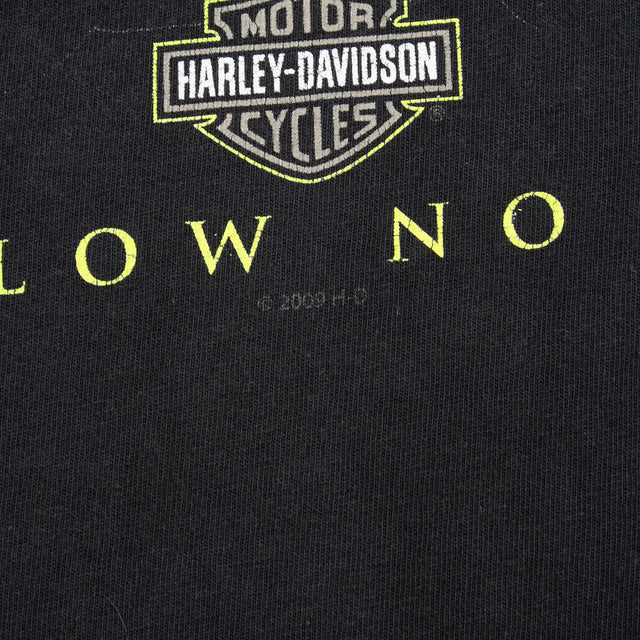 MOTOR
HARLEY-DAVIDSON
CYCLES
®
LOW NO
© 2009 H-D